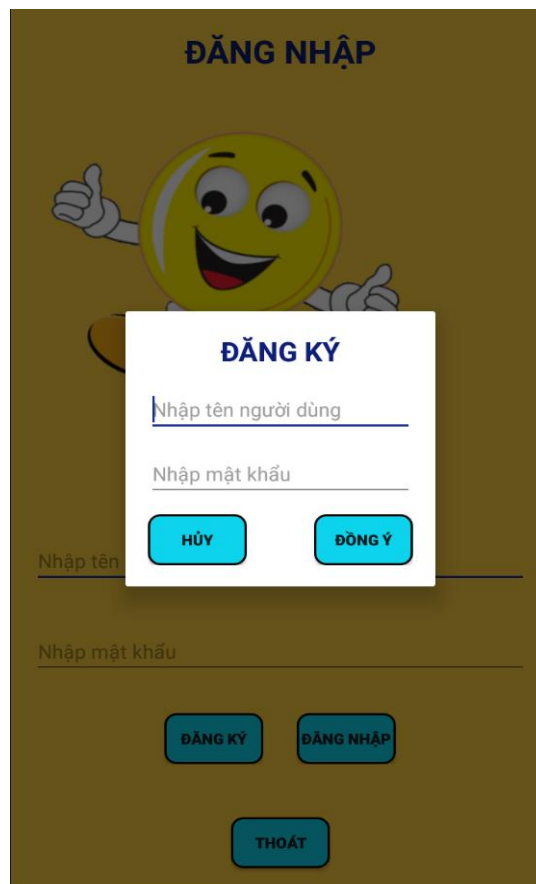 ĐĂNG NHẬP
ĐĂNG KÝ
Nhập tên người dùng
Nhập mật khẩu
HỦY
ĐỒNG Ý
Nhập tên
Nhập mật khẩu
ĐĂNG KÝ
ĐĂNG NHẬP
THOÁT